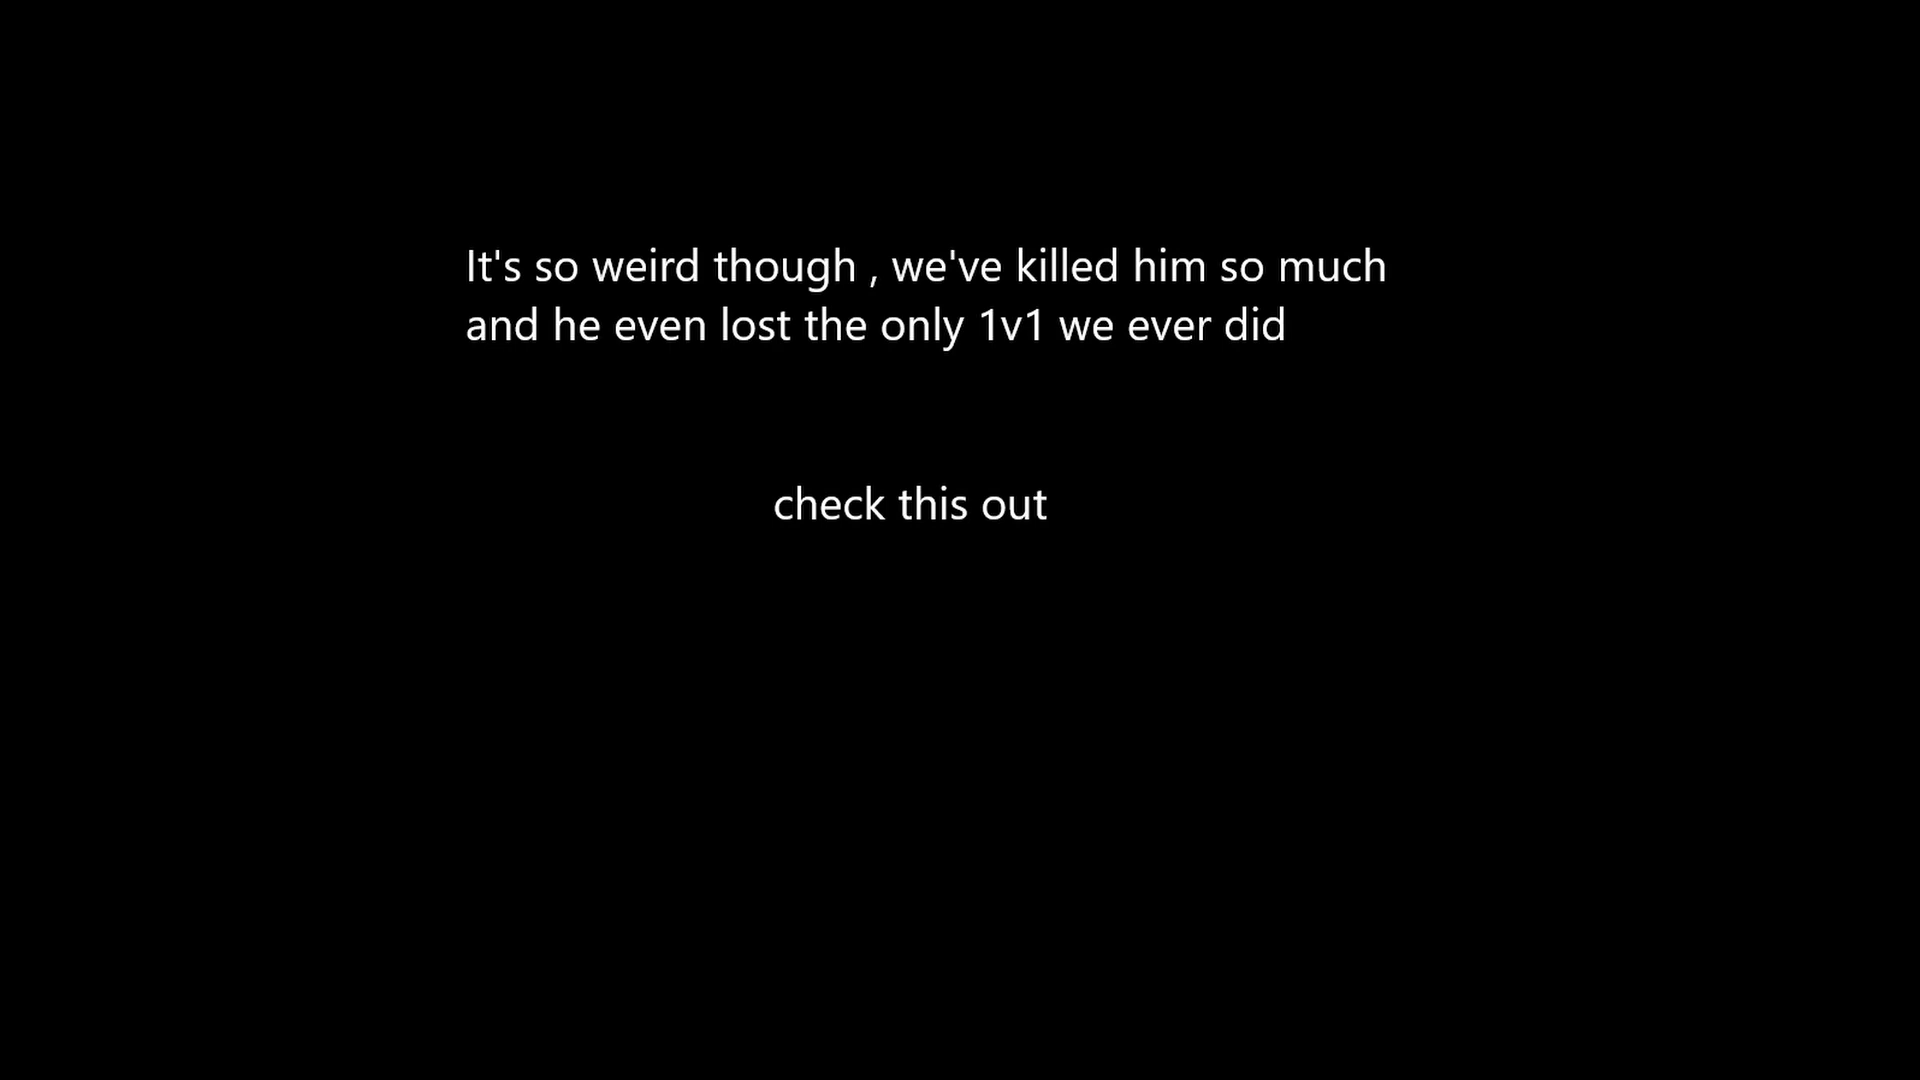 It's so weird though , we've killed him so much
and he even lost the only 1v1 we ever did
check this out